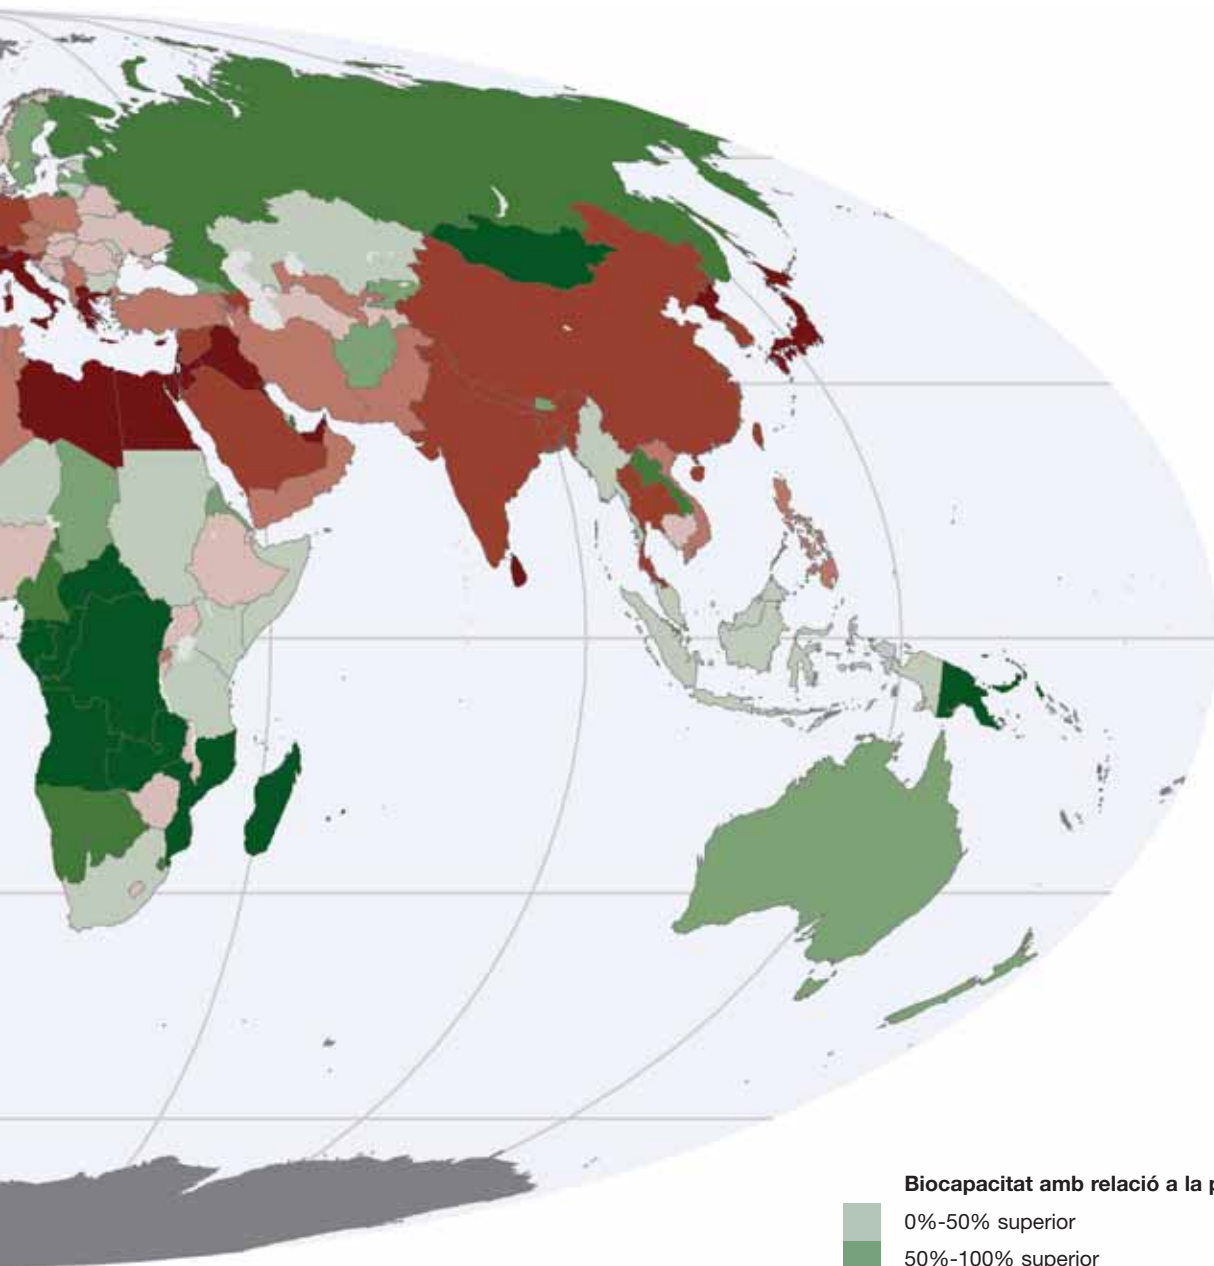 Biocapacitat amb relació a la
0%-50% superior
50%-100% superior